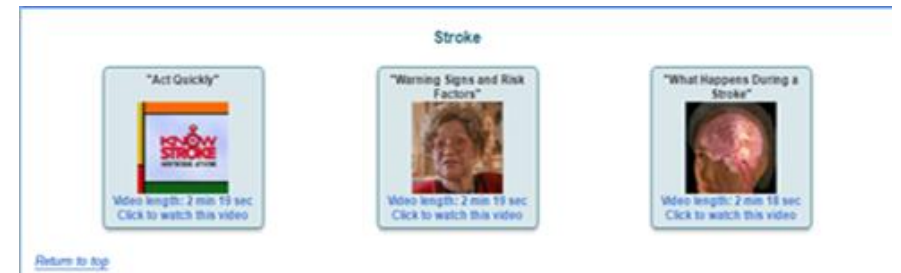 Stroke
"Act Quickly"
KNOW
STROKE
Video length: 2 min 19 sec
Click to watch this video
"Warning Signs and Risk
Factors"
Video length: 2 min 19 sec
Click to watch this video
"What Happens During a
Stroke"
Video length: 2 min 18 sec
Click to watch this video
Return to top